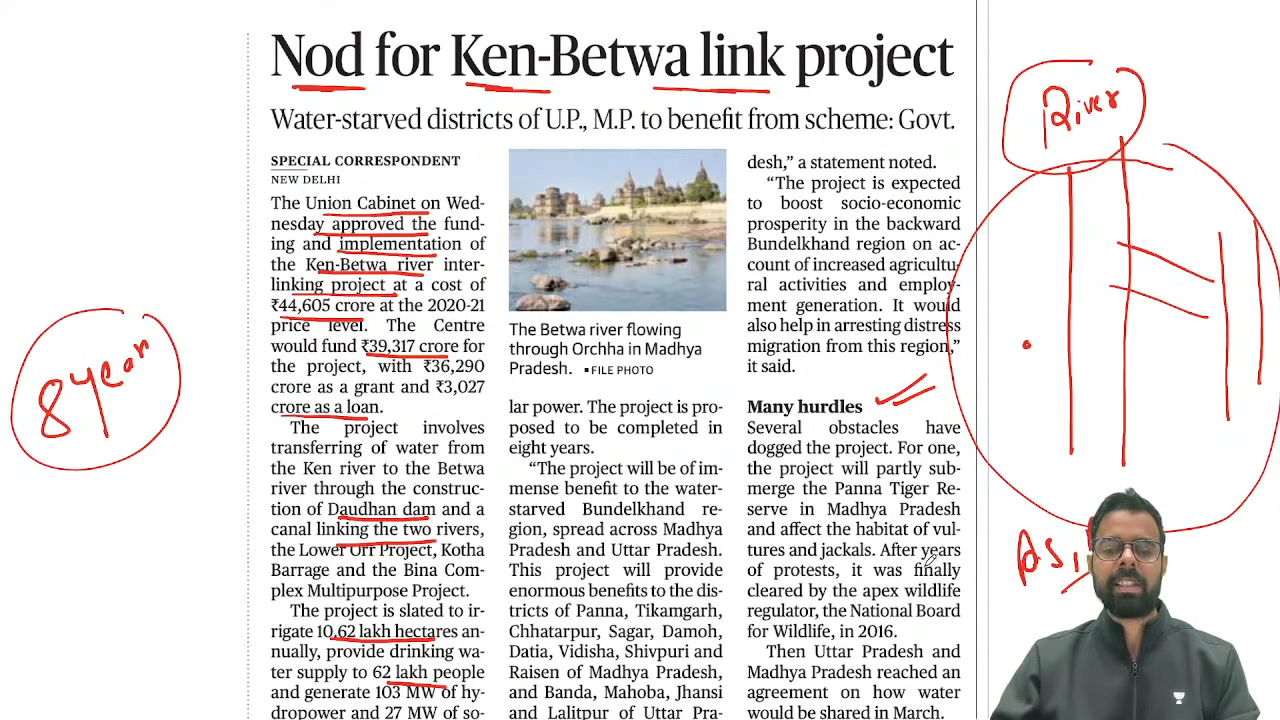 Nod for Ken-Betwa link project
Water-starved districts of U.P., M.P. to benefit from scheme: Govt.
SPECIAL CORRESPONDENT
NEW DELHI
The Union Cabinet on Wed-
nesday approved the fund-
ing and implementation of
the Ken-Betwa river inter-
linking project at a cost of
₹44,605 crore at the 2020-21
price level. The Centre
would fund ₹39,317 crore for
the project, with ₹36,290
crore as a grant and ₹3,027
crore as a loan.
The project involves
transferring of water from
the Ken river to the Betwa
river through the construc-
tion of Daudhan dam and a
canal linking the two rivers,
the Lower Orr Project, Kotha
Barrage and the Bina Com-
plex Multipurpose Project.
The project is slated to ir-
rigate 10.62 lakh hectares an-
nually, provide drinking wa-
ter supply to 62 lakh people
and generate 103 MW of hy-
dropower and 27 MW of so-
The Betwa river flowing
through Orchha in Madhya
Pradesh. ▪FILE PHOTO
lar power. The project is pro-
posed to be completed in
eight years.
"The project will be of im-
mense benefit to the water-
starved Bundelkhand re-
gion, spread across Madhya
Pradesh and Uttar Pradesh.
This project will provide
enormous benefits to the dis-
tricts of Panna, Tikamgarh,
Chhatarpur, Sagar, Damoh,
Datia, Vidisha, Shivpuri and
Raisen of Madhya Pradesh,
and Banda, Mahoba, Jhansi
and Lalitpur of Uttar Pra-
desh," a statement noted.
"The project is expected
to boost socio-economic
prosperity in the backward
Bundelkhand region on ac-
count of increased agricultu-
ral activities and employ-
ment generation. It would
also help in arresting distress
migration from this region,"
it said.
Many hurdles
Several obstacles have
dogged the project. For one,
the project will partly sub-
merge the Panna Tiger Re-
serve in Madhya Pradesh
and affect the habitat of vul-
tures and jackals. After years
of protests, it was finally
cleared by the apex wildlife
regulator, the National Board
for Wildlife, in 2016.
Then Uttar Pradesh and
Madhya Pradesh reached an
agreement on how water
would be shared in March.
8 year
River